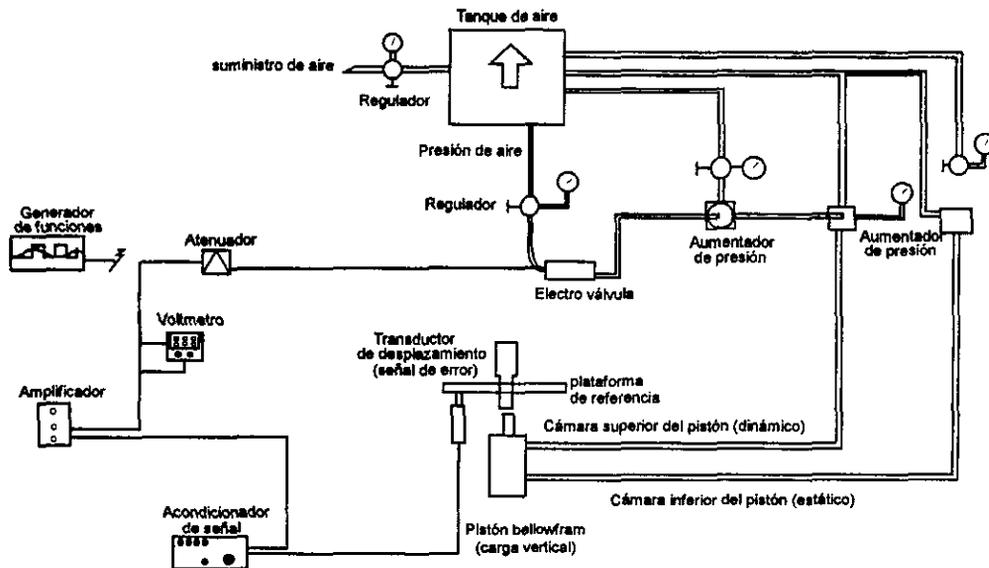 Tanque de aire
suministro de aire
Regulador
Presión de aire
Regulador
Generador
de funciones
Atenuador
Aumentador
de presión
Aumentador
de presión
Electro válvula
Vóltmetro
Transductor
de desplazamiento
(señal de error)
plataforma
de referencia
Amplificador
Cámara superior del pistón (dinámico)
Cámara inferior del pistón (estático)
Acondicionador
de señal
Pistón bellowfram
(carga vertical)